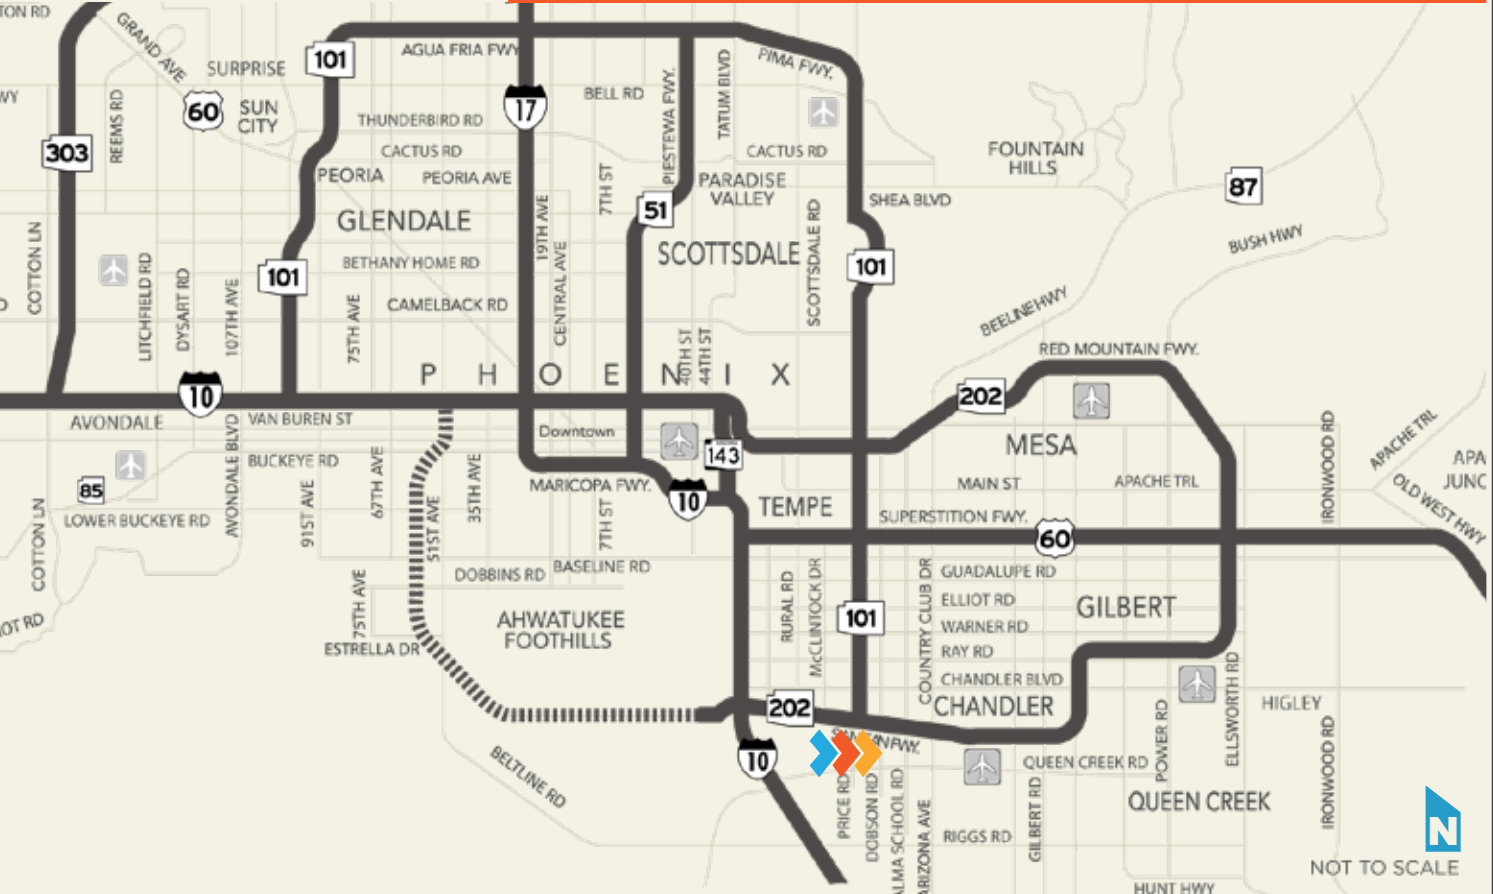 TON RD
GRAND AVE
SURPRISE
101
AGUA FRIA FWY
PIMA FWY.
WY
REEMS RD
60
SUN
CITY
17
BELL RD
PIESTEWA FWY.
TATUM BLVD
THUNDERBIRD RD
303
CACTUS RD
CACTUS RD
FOUNTAIN
HILLS
PEORIA
PEORIA AVE
7TH ST
PARADISE
VALLEY
87
SHEA BLVD
51
GLENDALE
19TH AVE
SCOTTSDALE
SCOTTSDALE RD
BUSH HWY
COTTON LN
LITCHFIELD RD
DYSART RD
107TH AVE
101
BETHANY HOME RD
CENTRAL AVE
101
75TH AVE
CAMELBACK RD
BEELINE HWY
40TH ST
44TH ST
RED MOUNTAIN FWY.
PHOENIX
10
202
AVONDALE
VAN BUREN ST
Downtown
143
MESA
APACHE TRL
IRONWOOD RD
AVONDALE BLVD
BUCKEYE RD
67TH AVE
35TH AVE
APA
JUNC
85
91ST AVE
51ST AVE
MARICOPA FWY.
10
MAIN ST
APACHE TRL
OLD WEST HWY
LOWER BUCKEYE RD
7TH ST
TEMPE
SUPERSTITION FWY.
60
COTTON LN
75TH AVE
DOBBINS RD
BASELINE RD
RURAL RD
McCLINTOCK DR
COUNTRY CLUB DR
GUADALUPE RD
ELLIOT RD
GILBERT
OT RD
AHWATUKEE
FOOTHILLS
101
WARNER RD
ESTRELLA DR
RAY RD
CHANDLER BLVD
ELLSWORTH RD
202
CHANDLER
POWER RD
HIGLEY
IRONWOOD RD
10
BELTLINE RD
QUEEN CREEK RD
PRICE RD
DOBSON RD
ALMA SCHOOL RD
ARIZONA AVE
GILBERT RD
QUEEN CREEK
RIGGS RD
N
NOT TO SCALE
HUNT HWY